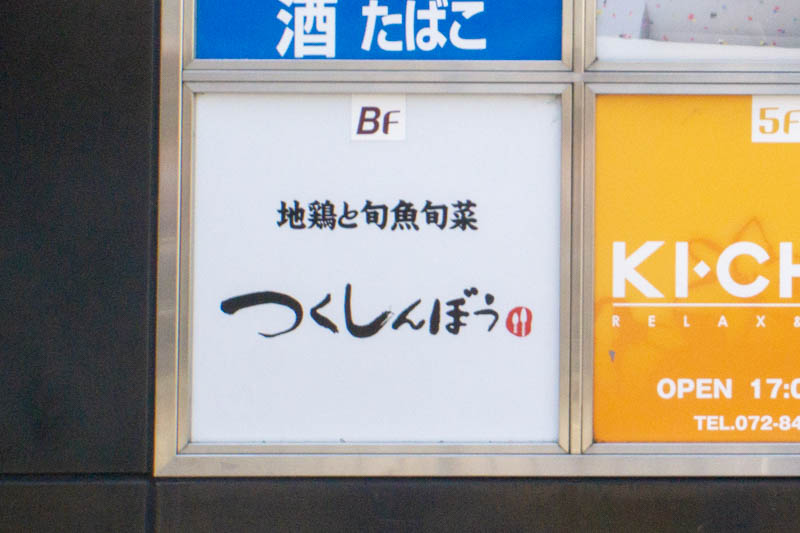 酒 たばこ
BF
地鶏と旬魚旬菜
つくしんぼう
5F
KI・CH
RELAX &
OPEN 17:0
TEL.072-84